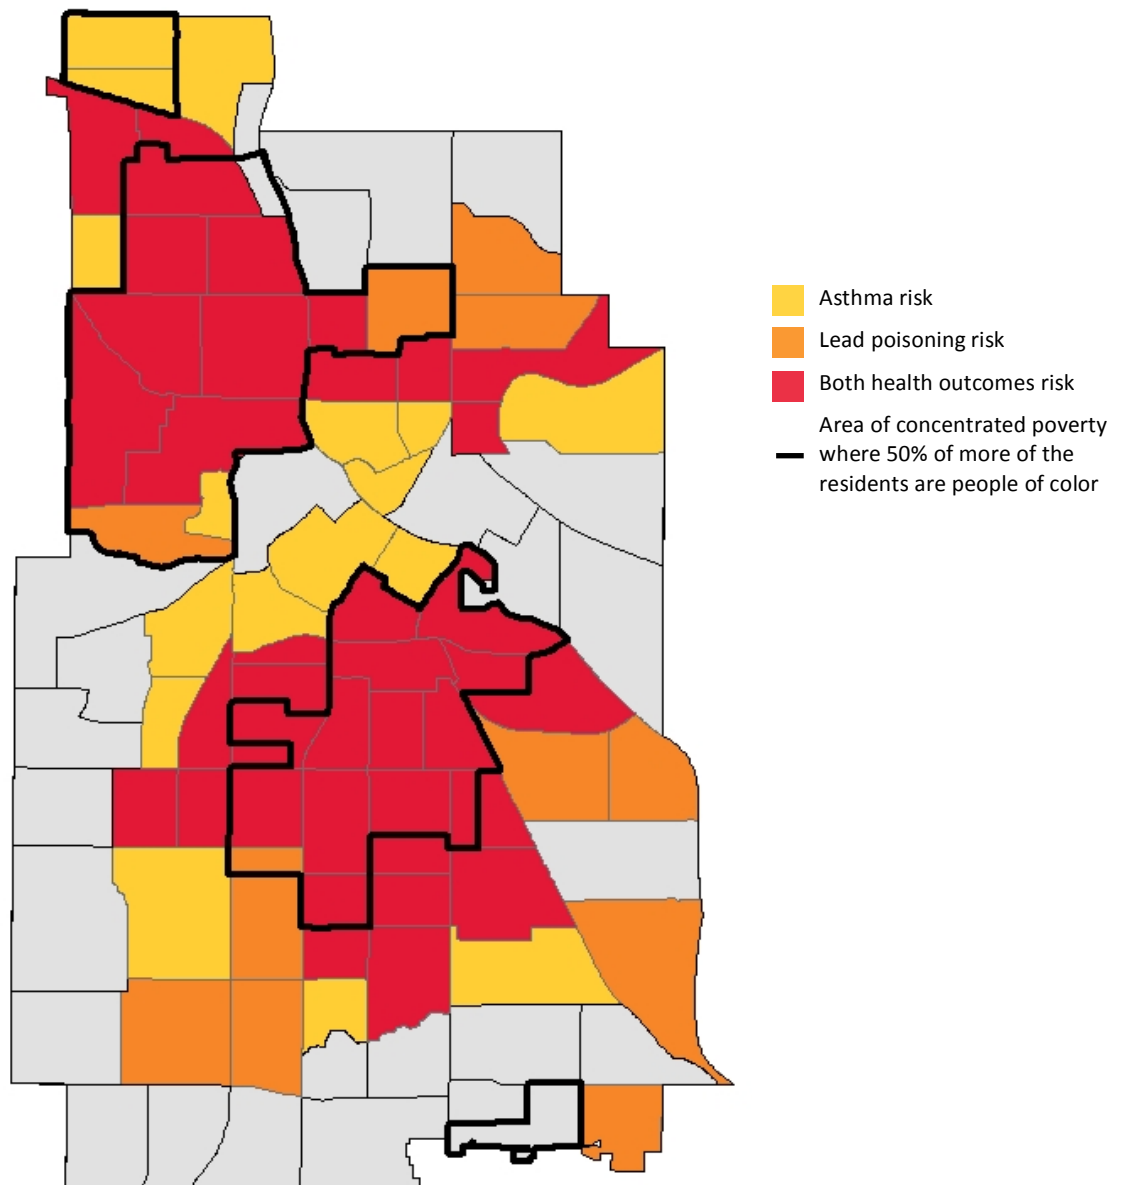 Asthma risk
Lead poisoning risk
Both health outcomes risk
Area of concentrated poverty
where 50% of more of the
residents are people of color